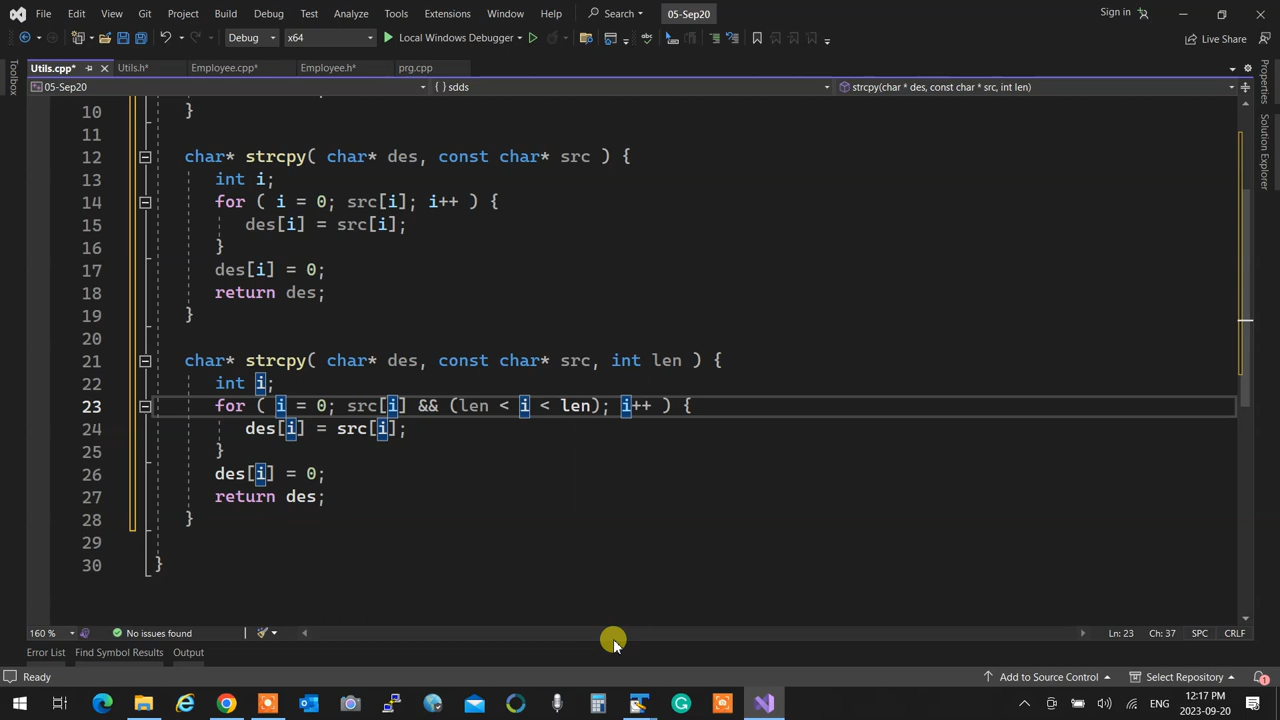 File Edit View Git Project Build Debug Test Analyze Tools Extensions Window Help Search 05-Sep20 Sign in
Debug x64 Local Windows Debugger Live Share
Utils.cpp* Utils.h* Employee.cpp* Employee.h* prg.cpp
05-Sep20 { } sdds strcpy(char * des, const char * src, int len)
Toolbox
Properties
Solution Explorer
10 }
11
12 char* strcpy( char* des, const char* src ) {
13 int i;
14 for ( i = 0; src[i]; i++ ) {
15 des[i] = src[i];
16 }
17 des[i] = 0;
18 return des;
19 }
20
21 char* strcpy( char* des, const char* src, int len ) {
22 int i;
23 for ( i = 0; src[i] && (len < i < len); i++ ) {
24 des[i] = src[i];
25 }
26 des[i] = 0;
27 return des;
28 }
29
30 }
160 % No issues found Ln: 23 Ch: 37 SPC CRLF
Error List Find Symbol Results Output
Ready Add to Source Control Select Repository 1
ENG 12:17 PM 2023-09-20